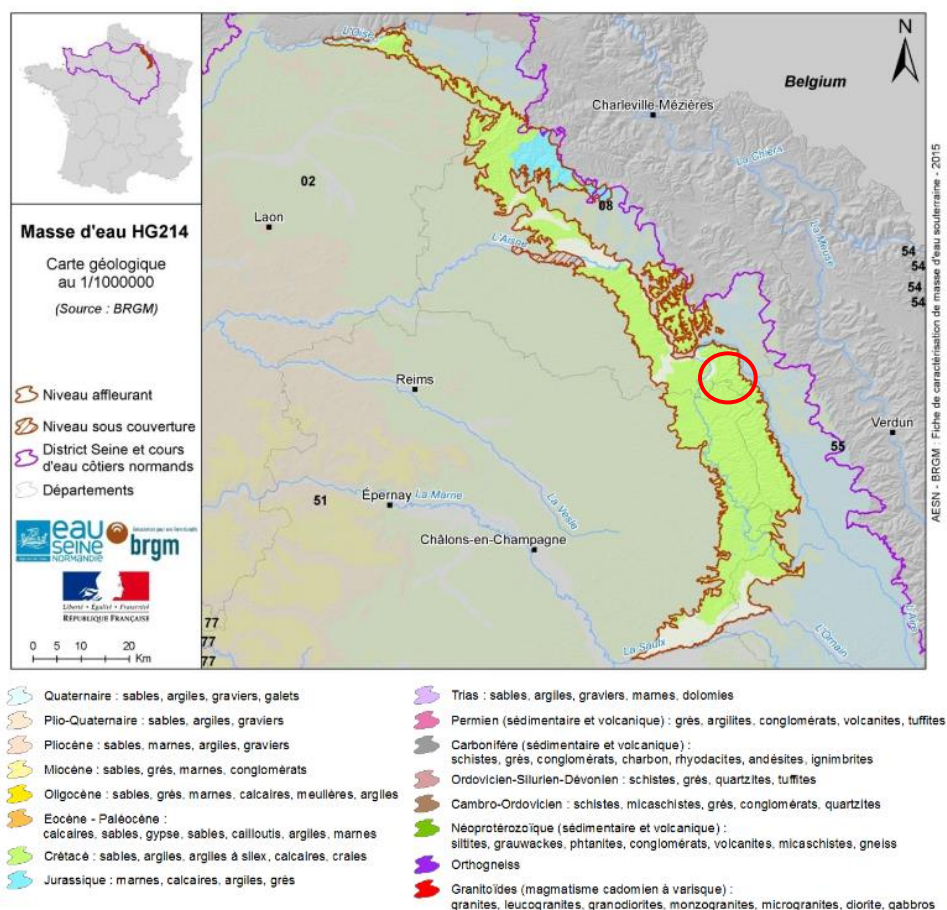 Masse d'eau HG214
Carte géologique
au 1/1000000
(Source : BRGM)
Niveau affleurant
Niveau sous couverture
District Seine et cours
d'eau côtiers normands
Départements
eau
SEINE
NORMANDIE
brgm
Liberté • Égalité • Fraternité
RÉPUBLIQUE FRANÇAISE
0 5 10 20
Km
N
Belgium
L'Oise
Charleville-Mézières
La Chiers
02
Laon
08
La Meuse
L'Aisne
54
54
54
54
Reims
Verdun
55
51
Épernay
La Marne
La Vesle
Châlons-en-Champagne
77
77
77
La Saulx
L'Ornain
L'Aire
AESN - BRGM : Fiche de caractérisation de masse d'eau souterraine - 2015
Quaternaire : sables, argiles, graviers, galets
Plio-Quaternaire : sables, argiles, graviers
Pliocène : sables, marnes, argiles, graviers
Miocène : sables, grès, marnes, conglomérats
Oligocène : sables, grès, marnes, calcaires, meulières, argiles
Eocène - Paléocène :
calcaires, sables, gypse, sables, cailloutis, argiles, marnes
Crétacé : sables, argiles, argiles à silex, calcaires, craies
Jurassique : marnes, calcaires, argiles, grès
Trias : sables, argiles, graviers, marnes, dolomies
Permien (sédimentaire et volcanique) : grès, argilites, conglomérats, volcanites, tuffites
Carbonifère (sédimentaire et volcanique) :
schistes, grès, conglomérats, charbon, rhyodacites, andésites, ignimbrites
Ordovicien-Silurien-Dévonien : schistes, grès, quartzites, tuffites
Cambro-Ordovicien : schistes, micaschistes, grès, conglomérats, quartzites
Néoprotérozoïque (sédimentaire et volcanique) :
siltites, grauwackes, phtanites, conglomérats, volcanites, micaschistes, gneiss
Orthogneiss
Granitoïdes (magmatisme cadomien à varisque) :
granites, leucogranites, granodiorites, monzogranites, microgranites, diorite, gabbros